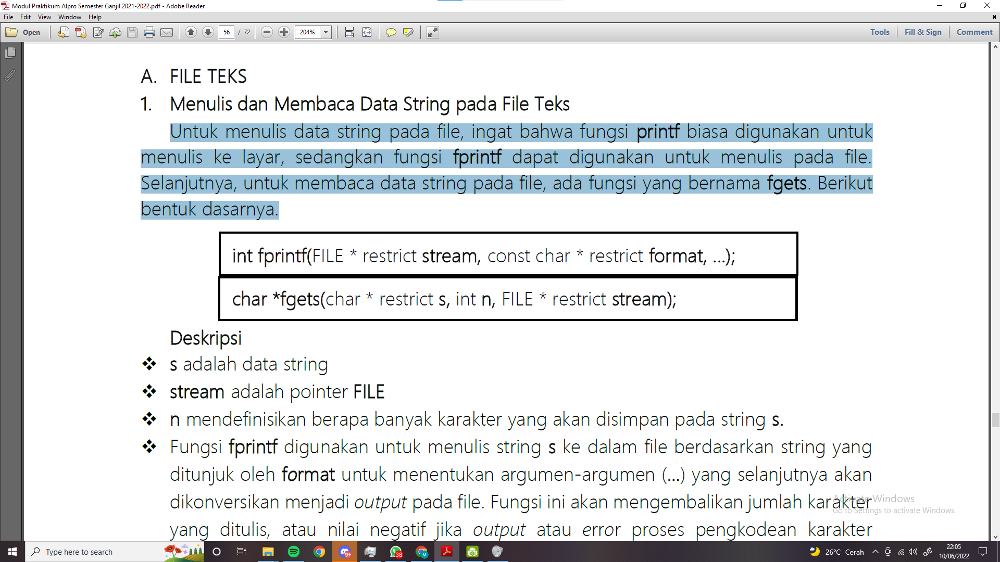 Modul Praktikum Alpro Semester Ganjil 2021-2022.pdf - Adobe Reader
File Edit View Window Help
Open 56 / 72 204% Tools Fill & Sign Comment
A. FILE TEKS
1. Menulis dan Membaca Data String pada File Teks
Untuk menulis data string pada file, ingat bahwa fungsi printf biasa digunakan untuk
menulis ke layar, sedangkan fungsi fprintf dapat digunakan untuk menulis pada file.
Selanjutnya, untuk membaca data string pada file, ada fungsi yang bernama fgets. Berikut
bentuk dasarnya.
int fprintf(FILE * restrict stream, const char * restrict format, ...);
char *fgets(char * restrict s, int n, FILE * restrict stream);
Deskripsi
❖ s adalah data string
❖ stream adalah pointer FILE
❖ n mendefinisikan berapa banyak karakter yang akan disimpan pada string s.
❖ Fungsi fprintf digunakan untuk menulis string s ke dalam file berdasarkan string yang
ditunjuk oleh format untuk menentukan argumen-argumen (...) yang selanjutnya akan
dikonversikan menjadi output pada file. Fungsi ini akan mengembalikan jumlah karakter
yang ditulis, atau nilai negatif jika output atau error proses pengkodean karakter
Activate Windows
Go to Settings to activate Windows.
Type here to search
9+
38
M
26°C Cerah
22:05
10/06/2022